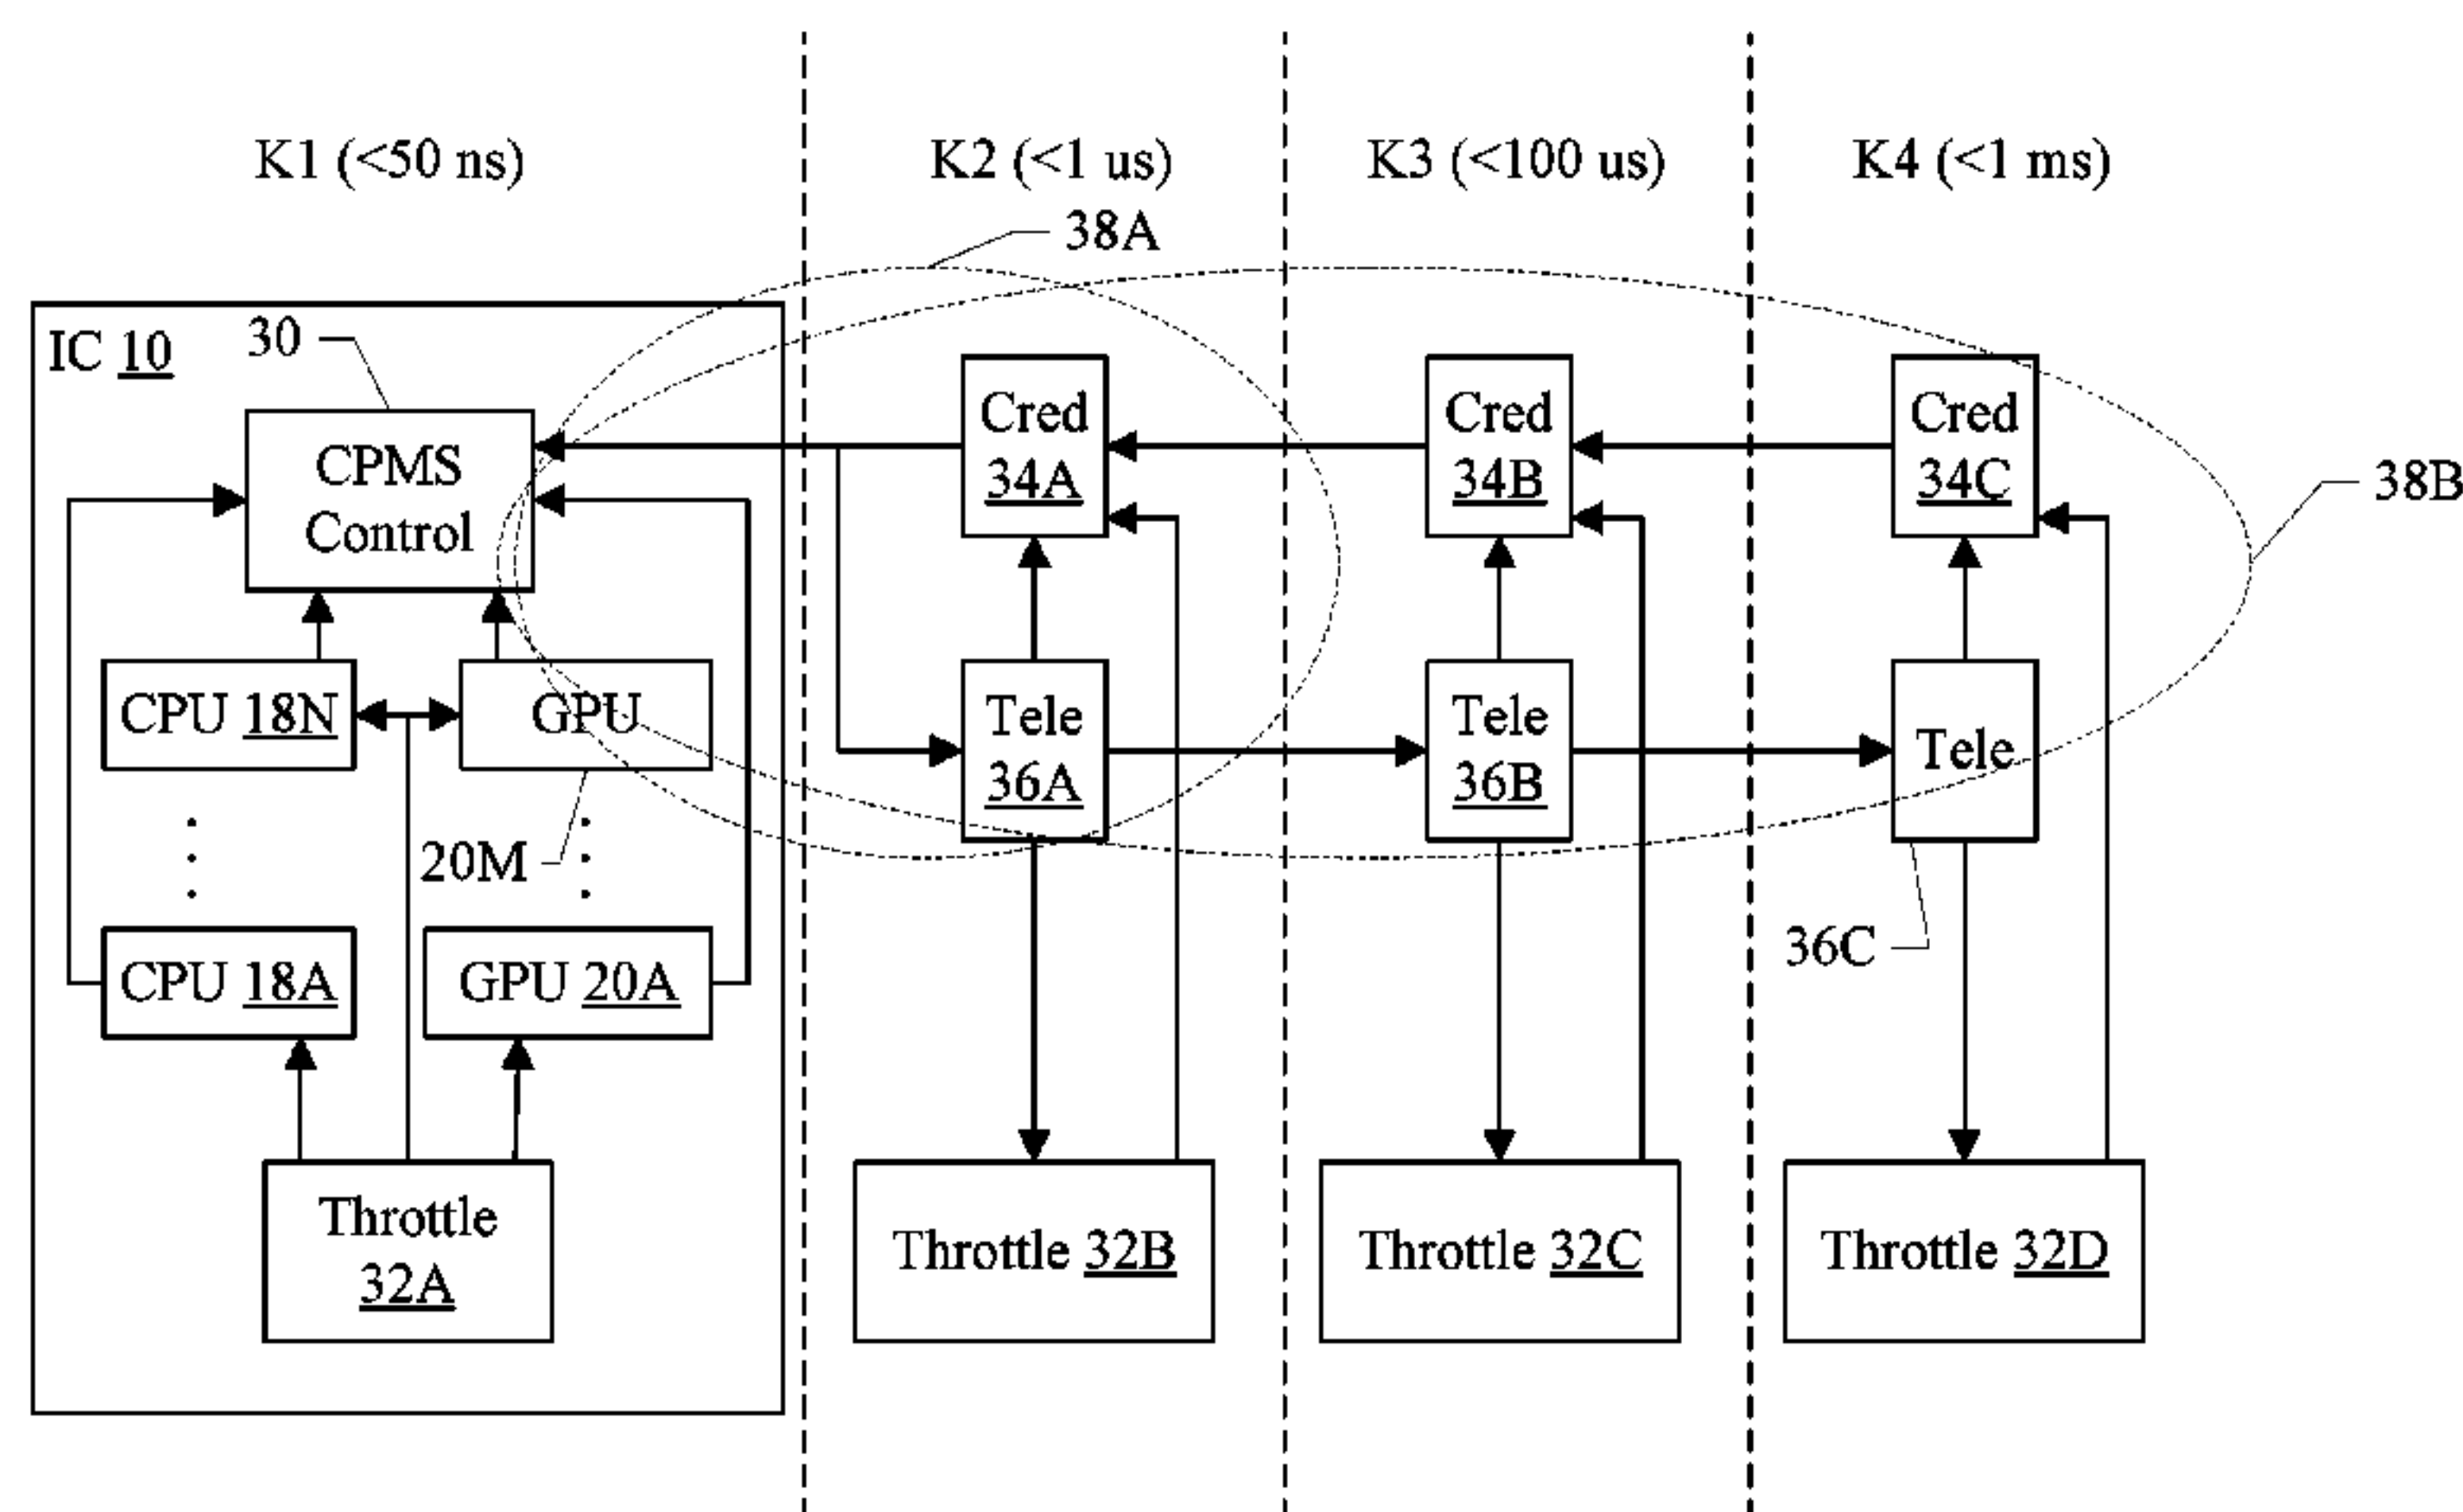 K1 (<50 ns)
K2 (<1 us)
K3 (<100 us)
K4 (<1 ms)
38A
IC 10
30
CPMS
Control
Cred
34A
Cred
34B
Cred
34C
38B
CPU 18N
GPU
Tele
36A
Tele
36B
Tele
20M
36C
CPU 18A
GPU 20A
Throttle
32A
Throttle 32B
Throttle 32C
Throttle 32D